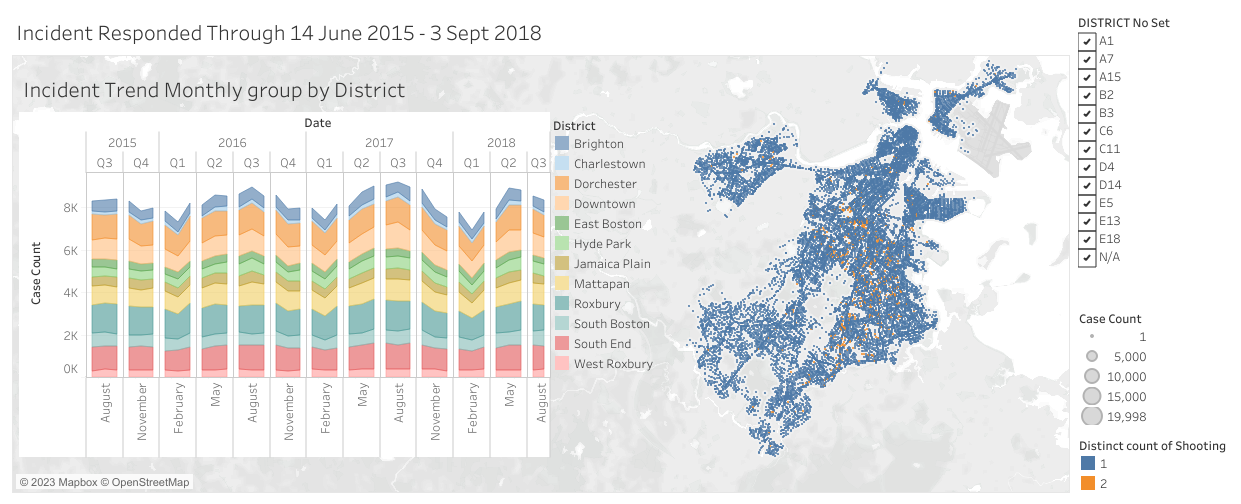 Incident Responded Through 14 June 2015 - 3 Sept 2018
Incident Trend Monthly group by District
Date
2015 2016 2017 2018
Q3 Q4 Q1 Q2 Q3 Q4 Q1 Q2 Q3 Q4 Q1 Q2 Q3
8K
6K
4K
2K
0K
Case Count
August November February May August November February May August November February May August
District
Brighton
Charlestown
Dorchester
Downtown
East Boston
Hyde Park
Jamaica Plain
Mattapan
Roxbury
South Boston
South End
West Roxbury
© 2023 Mapbox © OpenStreetMap
DISTRICT No Set
A1
A7
A15
B2
B3
C6
C11
D4
D14
E5
E13
E18
N/A
Case Count
1
5,000
10,000
15,000
19,998
Distinct count of Shooting
1
2